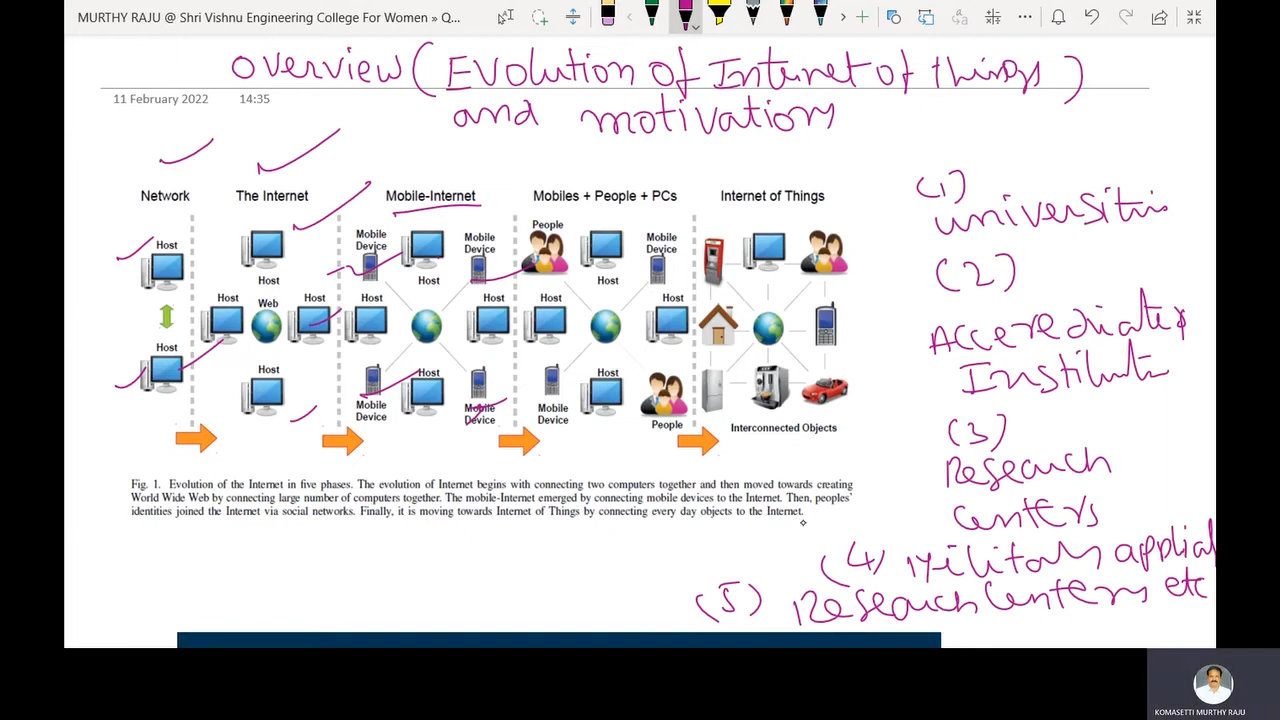 MURTHY RAJU @ Shri Vishnu Engineering College For Women » Q...
Overview (Evolution of Internet of things)
and motivations
11 February 2022 14:35
Network The Internet Mobile-Internet Mobiles + People + PCs Internet of Things
Host
Host
Host
Host
Web
Host
Host
Mobile
Device
Host
Mobile
Device
Host
Host
Mobile
Device
Host
Mobile
Device
People
Host
Mobile
Device
Host
Host
Mobile
Device
Host
People
Interconnected Objects
Fig. 1. Evolution of the Internet in five phases. The evolution of Internet begins with connecting two computers together and then moved towards creating
World Wide Web by connecting large number of computers together. The mobile-Internet emerged by connecting mobile devices to the Internet. Then, peoples'
identities joined the Internet via social networks. Finally, it is moving towards Internet of Things by connecting every day objects to the Internet.
(1)
(2)
(3)
Research
Centers
(4) Military
(5) Research Centers etc
KOMASETTI MURTHY RAJU